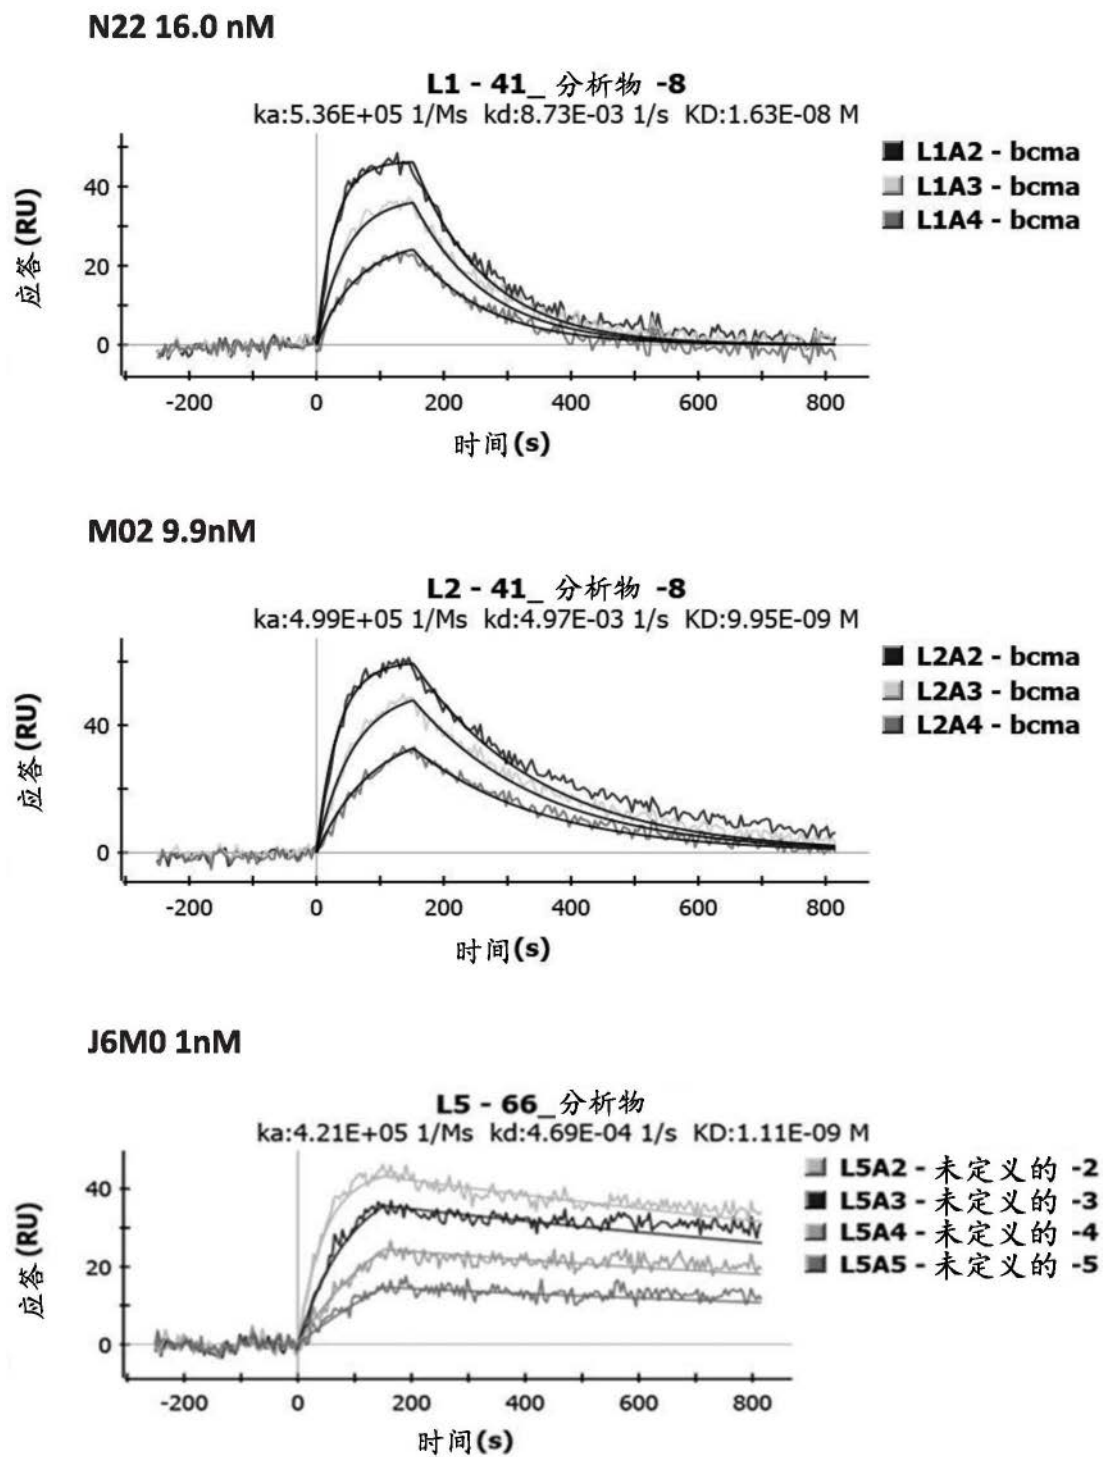 N22 16.0 nM
L1 - 41_ 分析物 -8
ka:5.36E+05 1/Ms kd:8.73E-03 1/s KD:1.63E-08 M
L1A2 - bcma
L1A3 - bcma
L1A4 - bcma
应答(RU)
40
20
0
-200 0 200 400 600 800
时间(s)
M02 9.9nM
L2 - 41_ 分析物 -8
ka:4.99E+05 1/Ms kd:4.97E-03 1/s KD:9.95E-09 M
L2A2 - bcma
L2A3 - bcma
L2A4 - bcma
应答(RU)
40
0
-200 0 200 400 600 800
时间(s)
J6M0 1nM
L5 - 66_分析物
ka:4.21E+05 1/Ms kd:4.69E-04 1/s KD:1.11E-09 M
L5A2 - 未定义的 -2
L5A3 - 未定义的 -3
L5A4 - 未定义的 -4
L5A5 - 未定义的 -5
应答(RU)
40
20
0
-200 0 200 400 600 800
时间(s)